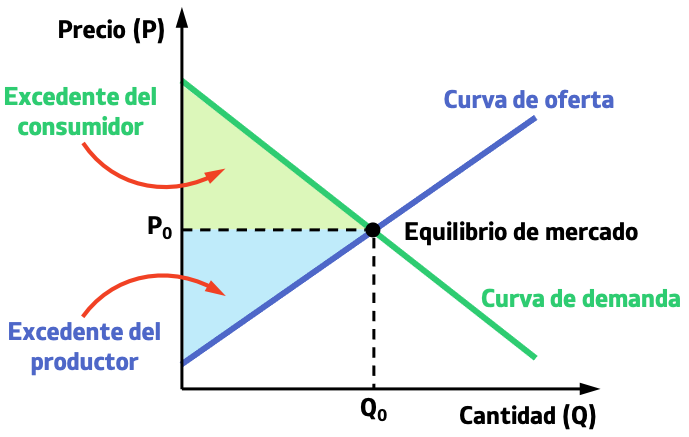 Precio (P)
Excedente del
consumidor
Curva de oferta
P₀
Equilibrio de mercado
Curva de demanda
Excedente del
productor
Q₀
Cantidad (Q)